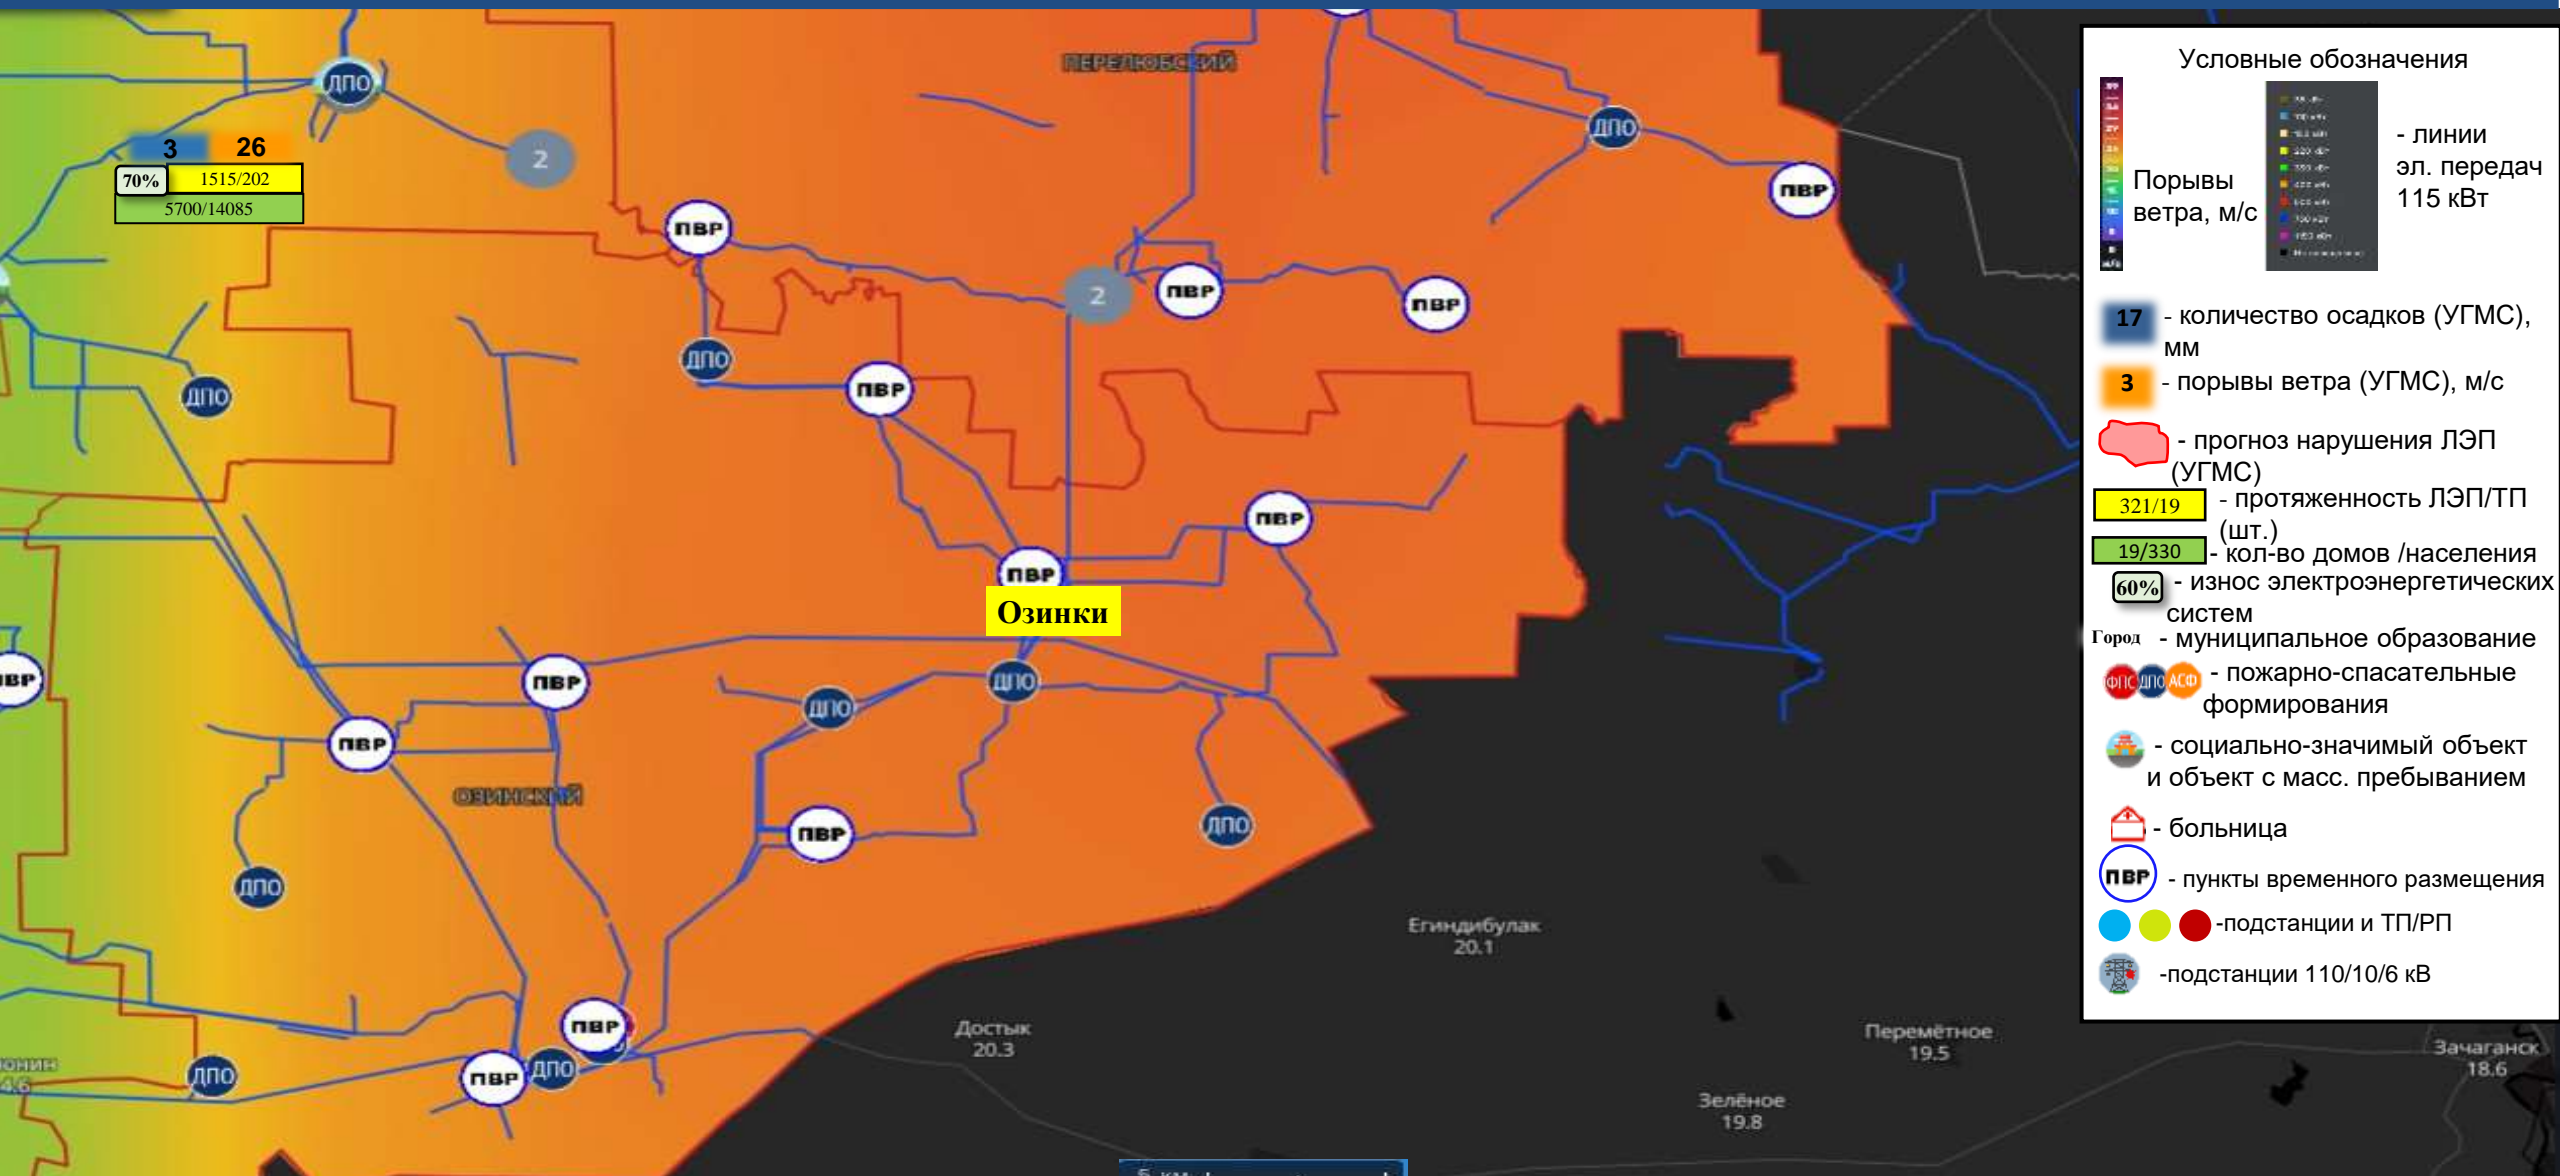 ПЕРЕЛЮБСКИЙ
ДПО
ДПО
3 26
70% 1515/202
5700/14085
2
ПВР
ПВР
2
ПВР
ПВР
ДПО
ПВР
ДПО
ПВР
ПВР
Озинки
ПВР
ПВР
ДПО
ДПО
ПВР
ОЗИНСКИЙ
ПВР
ДПО
ДПО
Егиндибулак
20.1
ПВР
Достык
20.3
Перемётное
19.5
Зачаганск
18.6
ДПО
ПВР
ДПО
Зелёное
19.8
Условные обозначения
Порывы
ветра, м/с
- линии
эл. передач
115 кВт
17 - количество осадков (УГМС),
мм
3 - порывы ветра (УГМС), м/с
- прогноз нарушения ЛЭП
(УГМС)
321/19 - протяженность ЛЭП/ТП
(шт.)
19/330 - кол-во домов /населения
60% - износ электроэнергетических
систем
Город - муниципальное образование
ФПС ДПО АСФ - пожарно-спасательные
формирования
- социально-значимый объект
и объект с масс. пребыванием
- больница
ПВР - пункты временного размещения
-подстанции и ТП/РП
-подстанции 110/10/6 кВ